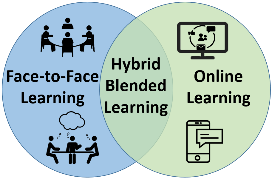 Face-to-Face
Learning
Hybrid
Blended
Learning
Online
Learning